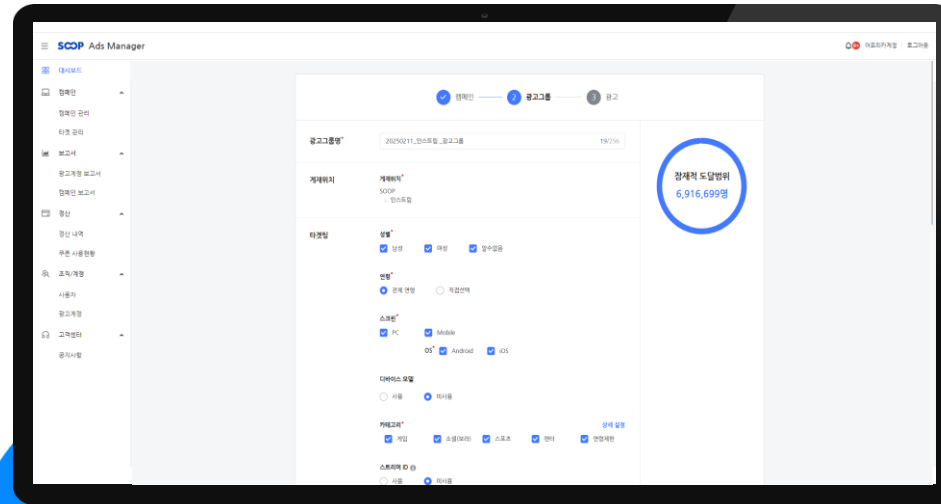 SOOP Ads Manager
아프리카계정 로그아웃
대시보드
캠페인
캠페인 관리
타겟 관리
보고서
광고계정 보고서
캠페인 보고서
정산
정산 내역
쿠폰 사용현황
조직/계정
사용자
광고계정
고객센터
공지사항
캠페인 2 광고그룹 3 광고
광고그룹명*
20250211_인스트림 _광고그룹 19/256
게재위치
게재위치*
SOOP
인스트림
타겟팅
성별*
남성 여성 알수없음
연령*
전체 연령 직접선택
스크린*
PC Mobile
OS* Android iOS
디바이스 모델
사용 미사용
카테고리* 상세 설정
게임 소셜(보라) 스포츠 엔터 연령제한
스트리머 ID
사용 미사용
잠재적 도달범위
6,916,699명